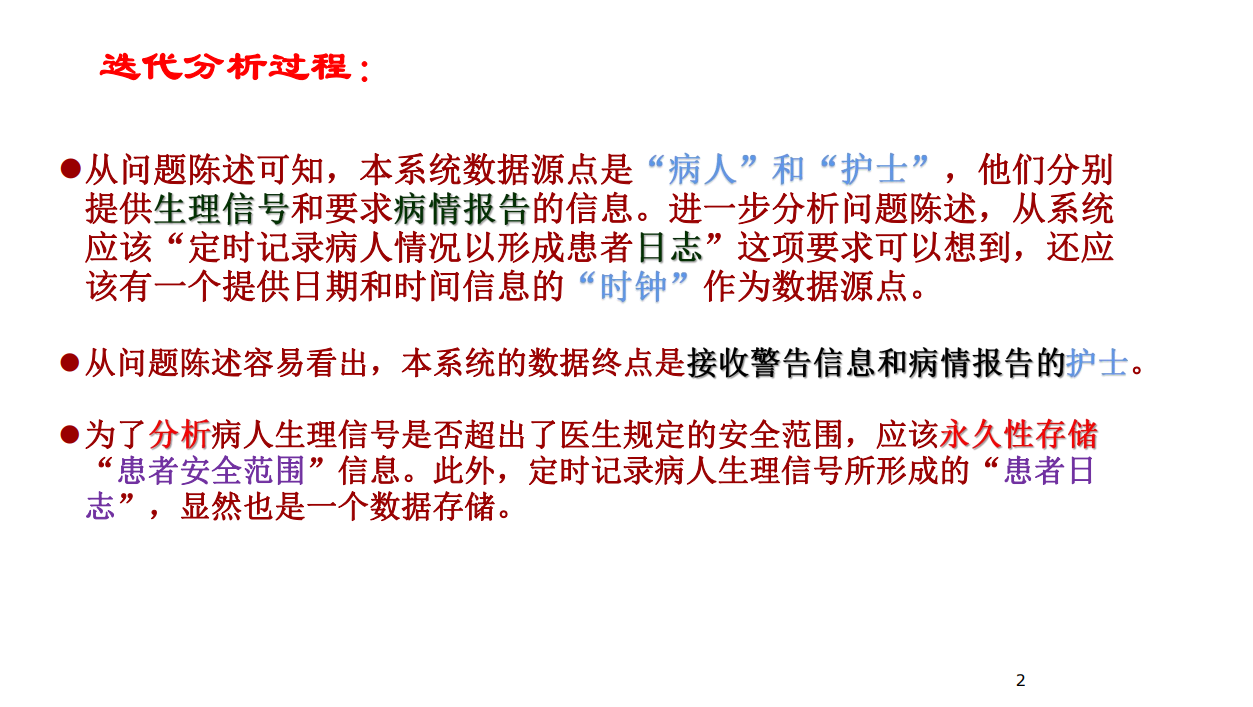 迭代分析过程：
●从问题陈述可知，本系统数据源点是“病人”和“护士”，他们分别
提供生理信号和要求病情报告的信息。进一步分析问题陈述，从系统
应该“定时记录病人情况以形成患者日志”这项要求可以想到，还应
该有一个提供日期和时间信息的“时钟”作为数据源点。
●从问题陈述容易看出，本系统的数据终点是接收警告信息和病情报告的护士。
●为了分析病人生理信号是否超出了医生规定的安全范围，应该永久性存储
“患者安全范围”信息。此外，定时记录病人生理信号所形成的“患者日
志”，显然也是一个数据存储。
2